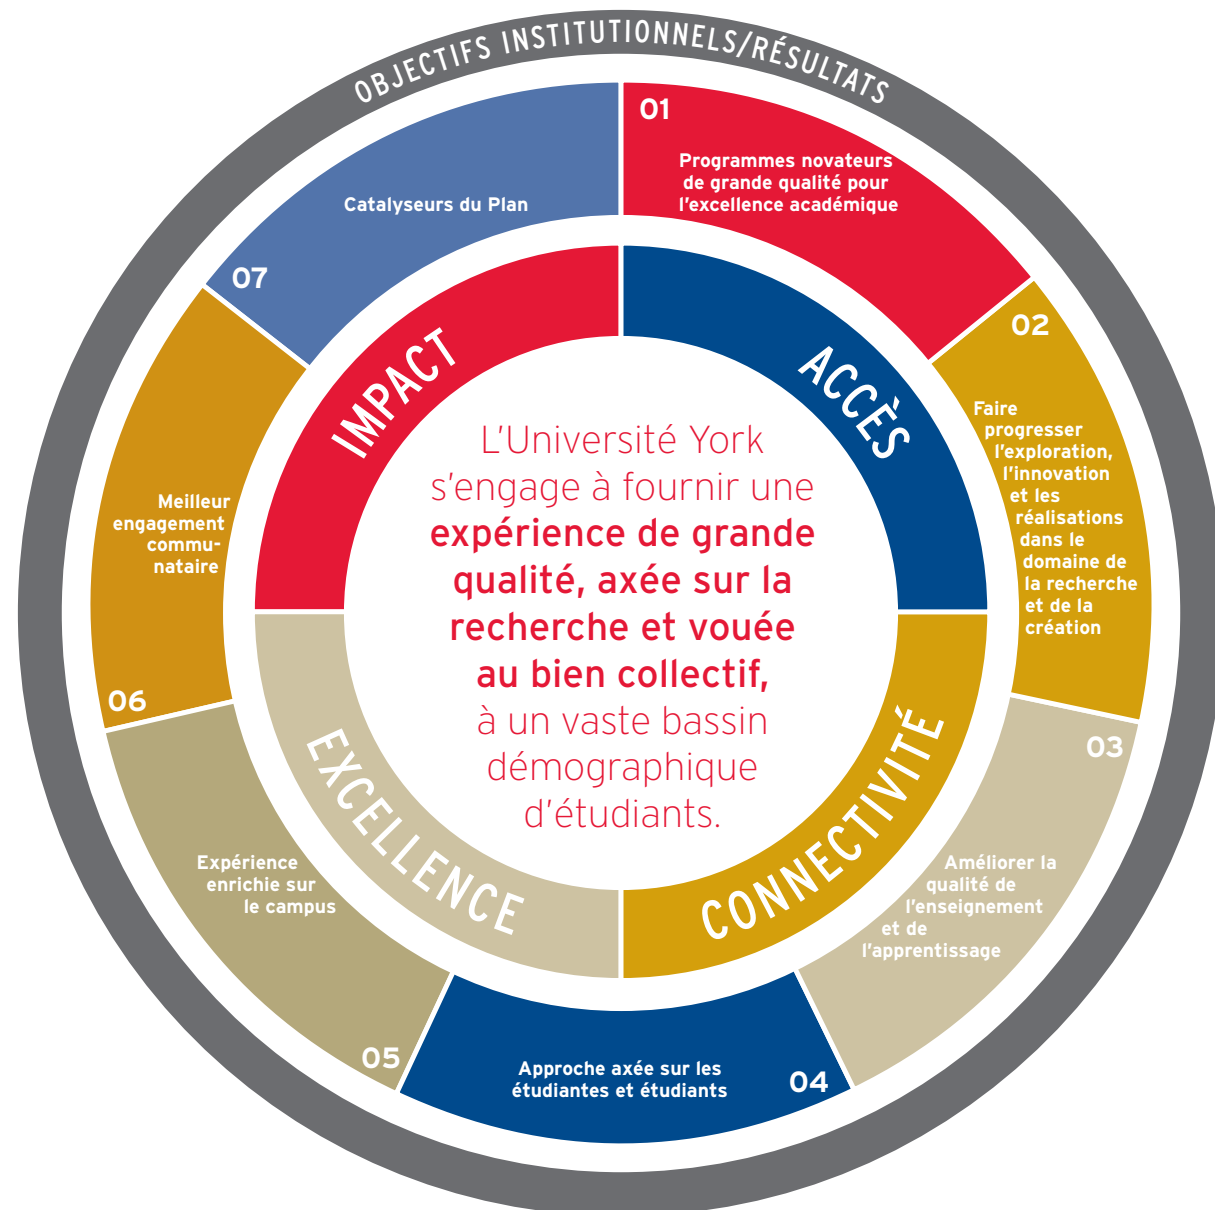 OBJECTIFS INSTITUTIONNELS/RÉSULTATS
01
Programmes novateurs
de grande qualité pour
l'excellence académique
02
Faire
progresser
l'exploration,
l'innovation
et les
réalisations
dans le
domaine de
la recherche
et de la
création
03
Améliorer la
qualité de
l'enseignement
et de
l'apprentissage
04
Approche axée sur les
étudiantes et étudiants
05
Expérience
enrichie sur
le campus
06
Meilleur
engagement
commu-
nataire
07
Catalyseurs du Plan
IMPACT
ACCÈS
CONNECTIVITÉ
EXCELLENCE
L'Université York
s'engage à fournir une
expérience de grande
qualité, axée sur la
recherche et vouée
au bien collectif,
à un vaste bassin
démographique
d'étudiants.